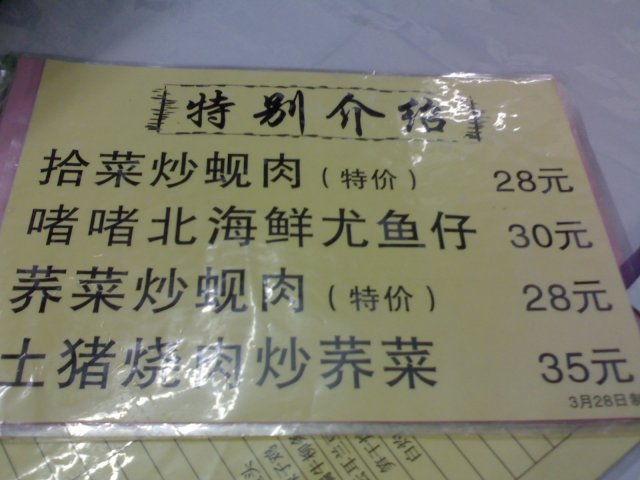 特别介绍
拾菜炒蚬肉（特价） 28元
啫啫北海鲜尤鱼仔 30元
荞菜炒蚬肉（特价） 28元
土猪烧肉炒荞菜 35元
3月28日制